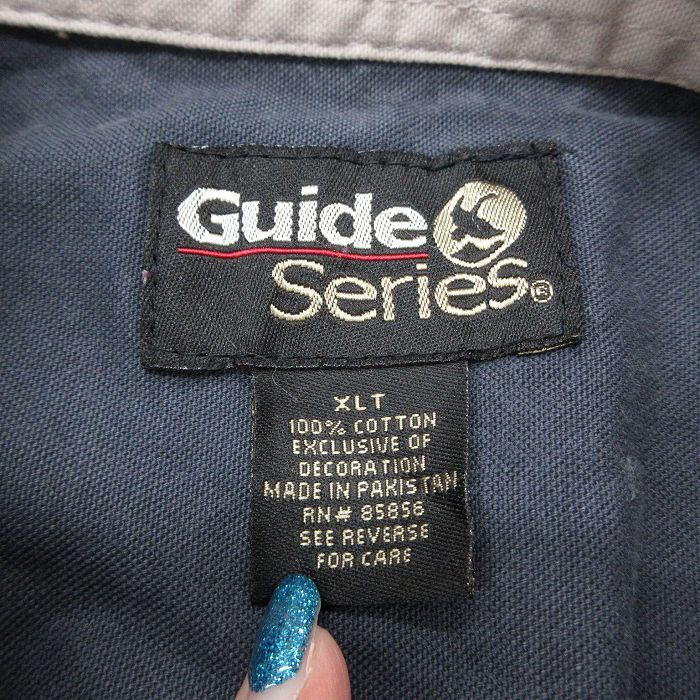 Guide
Series®
XLT
100% COTTON
EXCLUSIVE OF
DECORATION
MADE IN PAKISTAN
RN# 85856
SEE REVERSE
FOR CARE